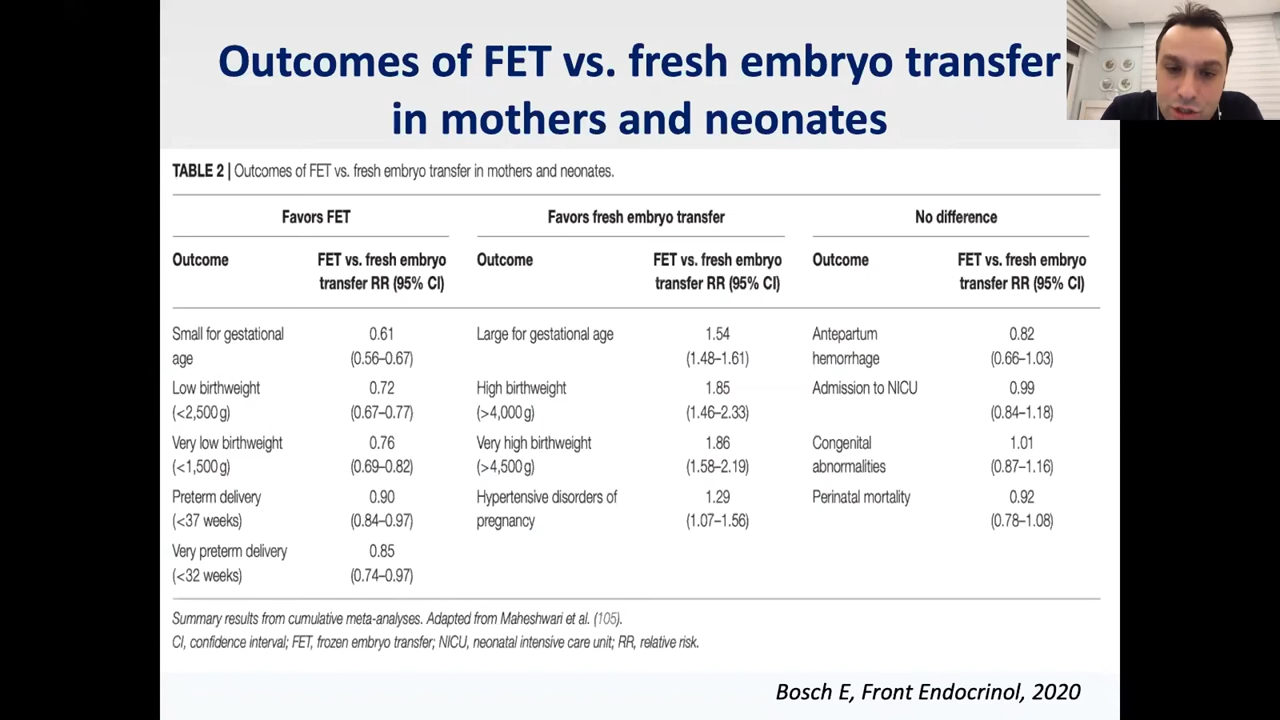 Outcomes of FET vs. fresh embryo transfer
in mothers and neonates
TABLE 2 | Outcomes of FET vs. fresh embryo transfer in mothers and neonates.
Favors FET Favors fresh embryo transfer No difference
Outcome FET vs. fresh embryo Outcome FET vs. fresh embryo Outcome FET vs. fresh embryo
transfer RR (95% CI) transfer RR (95% CI) transfer RR (95% CI)
Small for gestational 0.61 Large for gestational age 1.54 Antepartum 0.82
age (0.56–0.67) (1.48–1.61) hemorrhage (0.66–1.03)
Low birthweight 0.72 High birthweight 1.85 Admission to NICU 0.99
(<2,500 g) (0.67–0.77) (>4,000 g) (1.46–2.33) (0.84–1.18)
Very low birthweight 0.76 Very high birthweight 1.86 Congenital 1.01
(<1,500 g) (0.69–0.82) (>4,500 g) (1.58–2.19) abnormalities (0.87–1.16)
Preterm delivery 0.90 Hypertensive disorders of 1.29 Perinatal mortality 0.92
(<37 weeks) (0.84–0.97) pregnancy (1.07–1.56) (0.78–1.08)
Very preterm delivery 0.85
(<32 weeks) (0.74–0.97)
Summary results from cumulative meta-analyses. Adapted from Maheshwari et al. (105).
CI, confidence interval; FET, frozen embryo transfer; NICU, neonatal intensive care unit; RR, relative risk.
Bosch E, Front Endocrinol, 2020